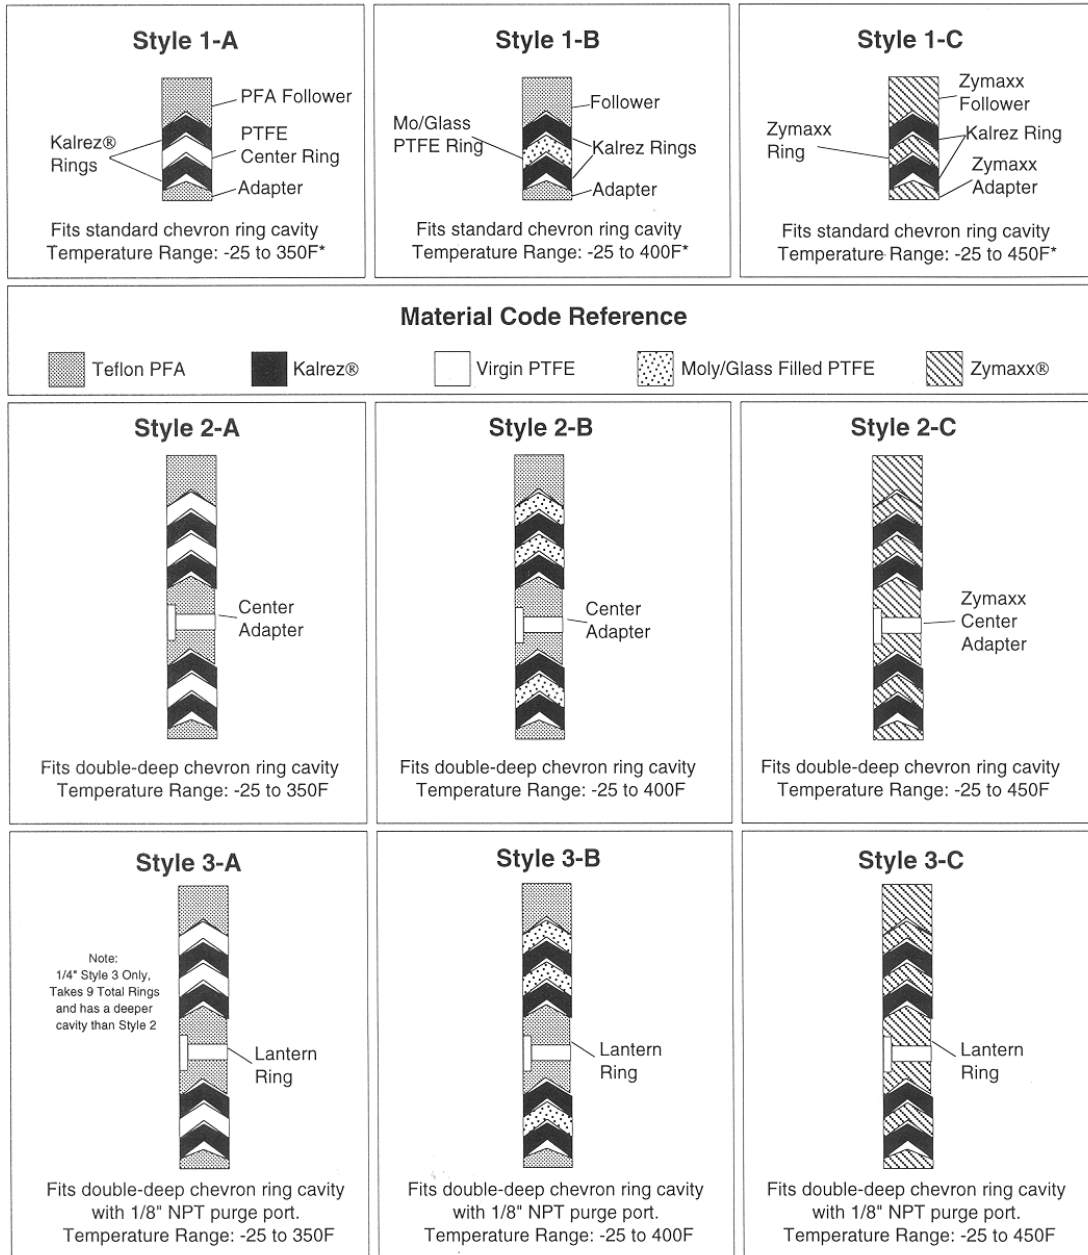 Style 1-A
PFA Follower
Kalrez®
Rings
PTFE
Center Ring
Adapter
Fits standard chevron ring cavity
Temperature Range: -25 to 350F*
Style 1-B
Follower
Mo/Glass
PTFE Ring
Kalrez Rings
Adapter
Fits standard chevron ring cavity
Temperature Range: -25 to 400F*
Style 1-C
Zymaxx
Follower
Zymaxx
Ring
Kalrez Ring
Zymaxx
Adapter
Fits standard chevron ring cavity
Temperature Range: -25 to 450F*
Material Code Reference
Teflon PFA
Kalrez®
Virgin PTFE
Moly/Glass Filled PTFE
Zymaxx®
Style 2-A
Center
Adapter
Fits double-deep chevron ring cavity
Temperature Range: -25 to 350F
Style 2-B
Center
Adapter
Fits double-deep chevron ring cavity
Temperature Range: -25 to 400F
Style 2-C
Zymaxx
Center
Adapter
Fits double-deep chevron ring cavity
Temperature Range: -25 to 450F
Style 3-A
Note:
1/4" Style 3 Only,
Takes 9 Total Rings
and has a deeper
cavity than Style 2
Lantern
Ring
Fits double-deep chevron ring cavity
with 1/8" NPT purge port.
Temperature Range: -25 to 350F
Style 3-B
Lantern
Ring
Fits double-deep chevron ring cavity
with 1/8" NPT purge port.
Temperature Range: -25 to 400F
Style 3-C
Lantern
Ring
Fits double-deep chevron ring cavity
with 1/8" NPT purge port.
Temperature Range: -25 to 450F